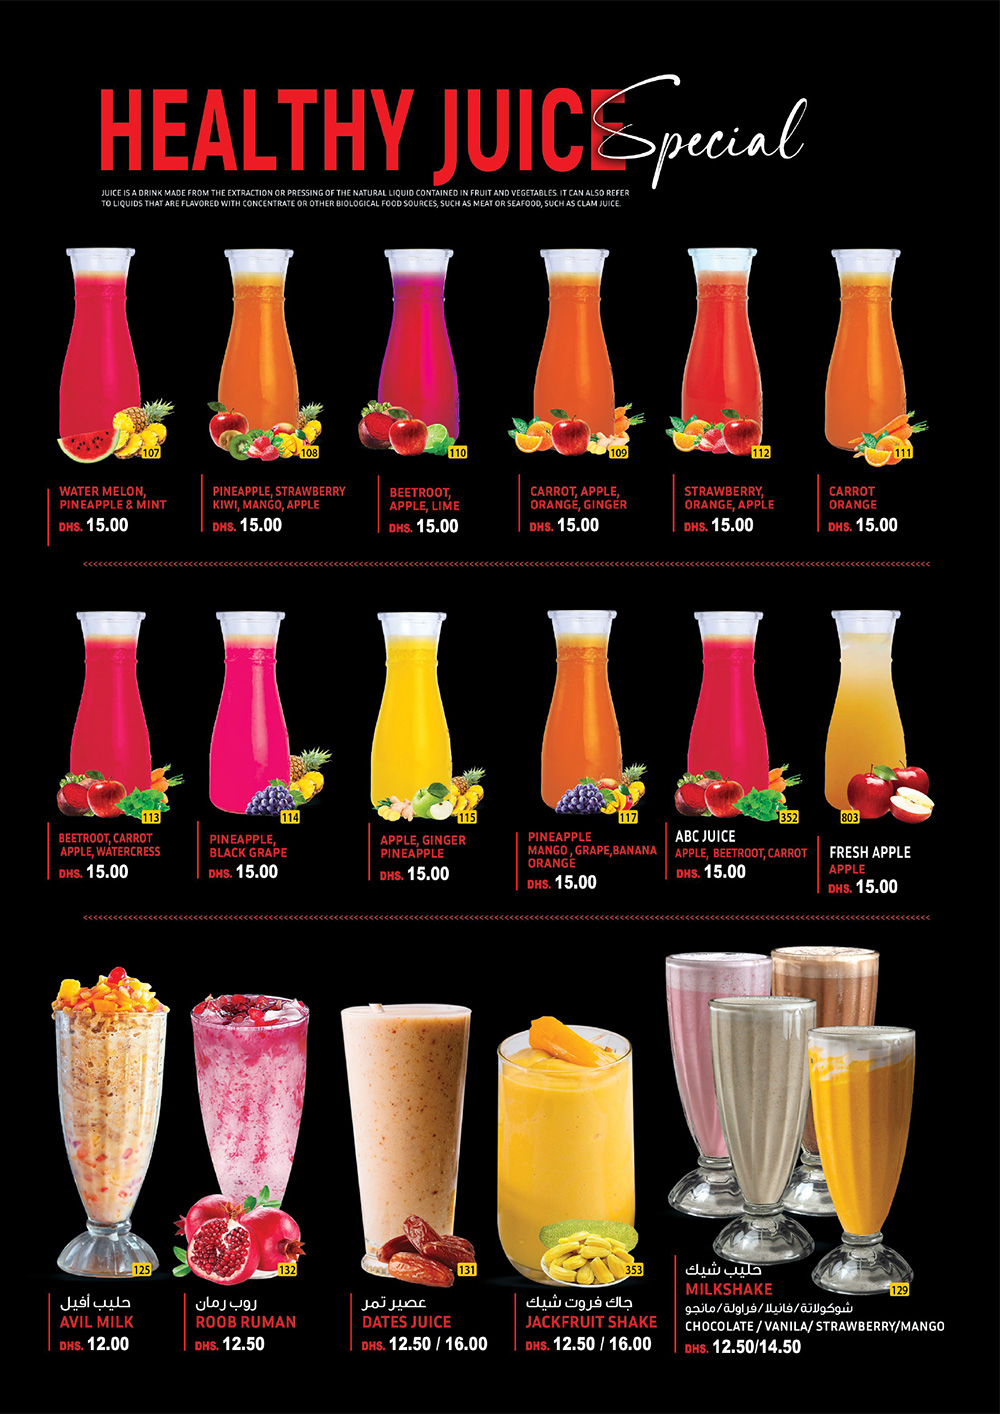 HEALTHY JUICE Special
JUICE IS A DRINK MADE FROM THE EXTRACTION OR PRESSING OF THE NATURAL LIQUID CONTAINED IN FRUIT AND VEGETABLES. IT CAN ALSO REFER
TO LIQUIDS THAT ARE FLAVORED WITH CONCENTRATE OR OTHER BIOLOGICAL FOOD SOURCES, SUCH AS MEAT OR SEAFOOD, SUCH AS CLAM JUICE.
107
WATER MELON,
PINEAPPLE & MINT
DHS. 15.00
108
PINEAPPLE, STRAWBERRY
KIWI, MANGO, APPLE
DHS. 15.00
110
BEETROOT,
APPLE, LIME
DHS. 15.00
109
CARROT, APPLE,
ORANGE, GINGER
DHS. 15.00
112
STRAWBERRY,
ORANGE, APPLE
DHS. 15.00
111
CARROT
ORANGE
DHS. 15.00
113
BEETROOT, CARROT
APPLE, WATERCRESS
DHS. 15.00
114
PINEAPPLE,
BLACK GRAPE
DHS. 15.00
115
APPLE, GINGER
PINEAPPLE
DHS. 15.00
117
PINEAPPLE
MANGO , GRAPE,BANANA
ORANGE
DHS. 15.00
352
ABC JUICE
APPLE, BEETROOT, CARROT
DHS. 15.00
803
FRESH APPLE
APPLE
DHS. 15.00
125
حليب أفيل
AVIL MILK
DHS. 12.00
132
روب رمان
ROOB RUMAN
DHS. 12.50
131
عصير تمر
DATES JUICE
DHS. 12.50 / 16.00
353
جاك فروت شيك
JACKFRUIT SHAKE
DHS. 12.50 / 16.00
129
حليب شيك
MILKSHAKE
شوكولاتة/فانيلا/فراولة/مانجو
CHOCOLATE / VANILA/ STRAWBERRY/MANGO
DHS. 12.50/14.50